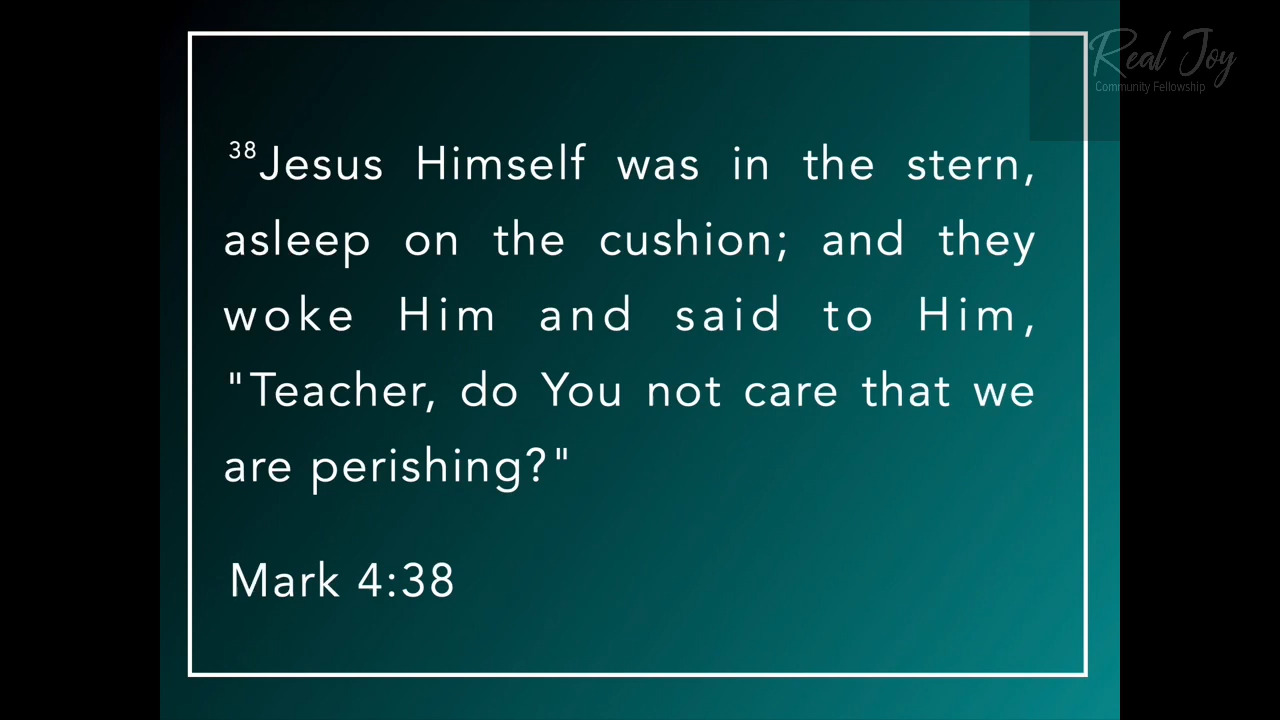 Real Joy
Community Fellowship
38Jesus Himself was in the stern,
asleep on the cushion; and they
woke Him and said to Him,
"Teacher, do You not care that we
are perishing?"
Mark 4:38